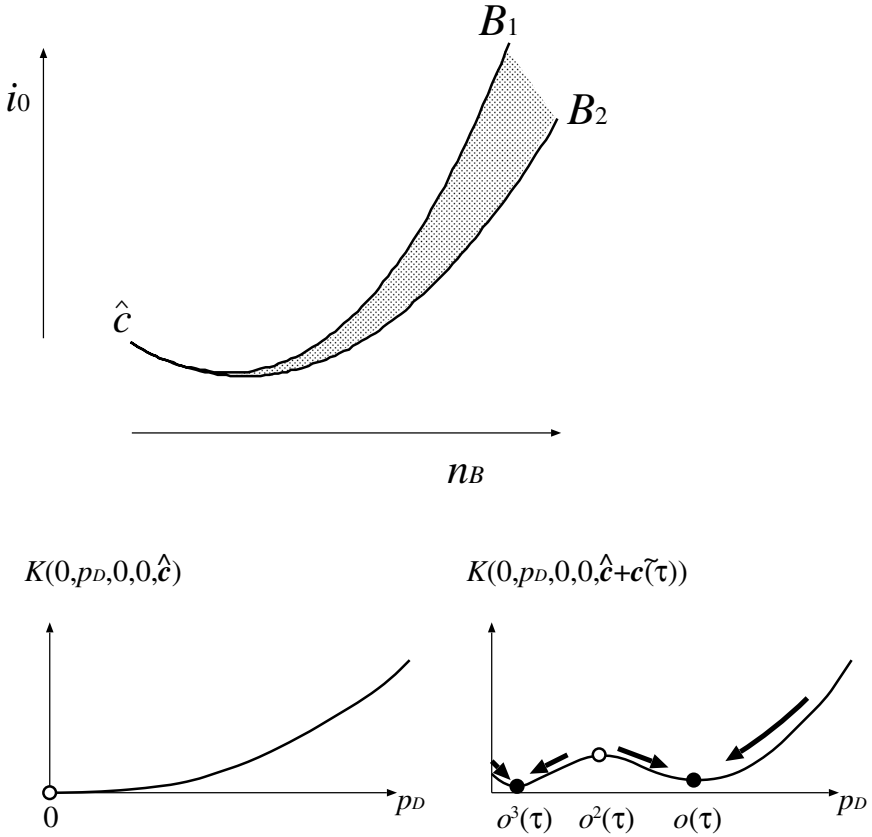 B1
i0
B2
ĉ
nB
K(0,pD,0,0,ĉ) K(0,pD,0,0,ĉ+c̃(τ))
0 pD o³(τ) o²(τ) o(τ) pD